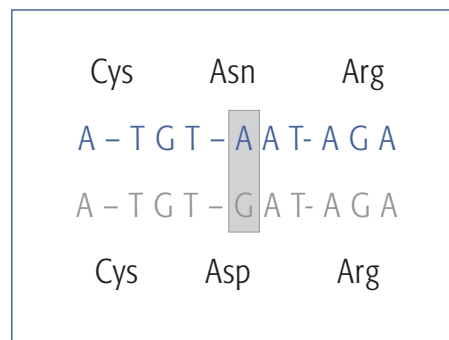 Cys Asn Arg
A – T G T – A A T- A G A
A – T G T – G A T- A G A
Cys Asp Arg